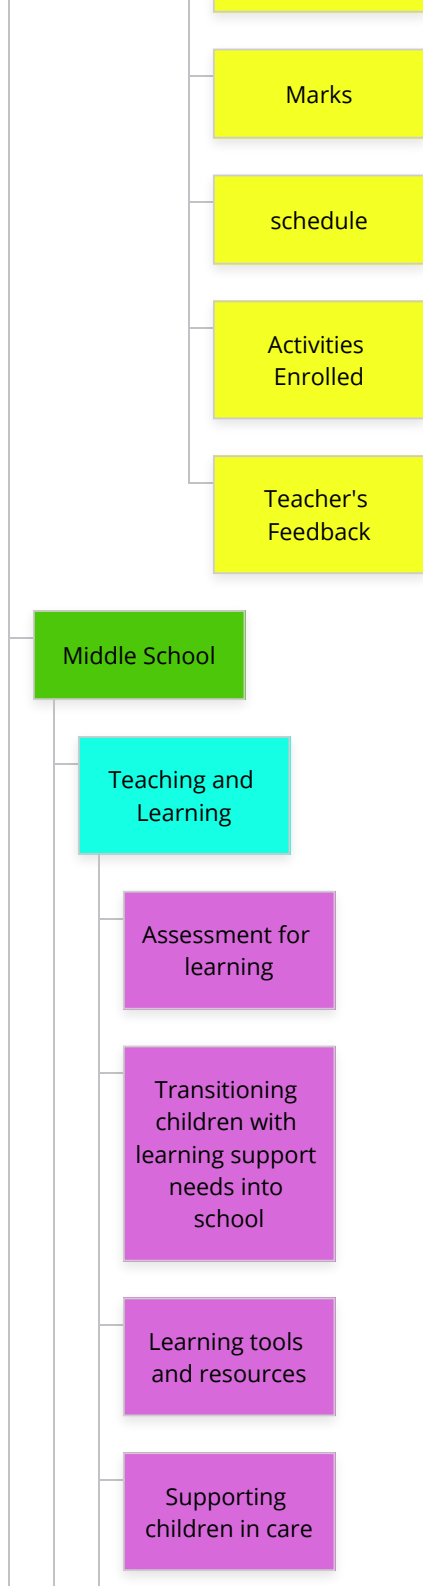 Marks
schedule
Activities
Enrolled
Teacher's
Feedback
Middle School
Teaching and
Learning
Assessment for
learning
Transitioning
children with
learning support
needs into
school
Learning tools
and resources
Supporting
children in care